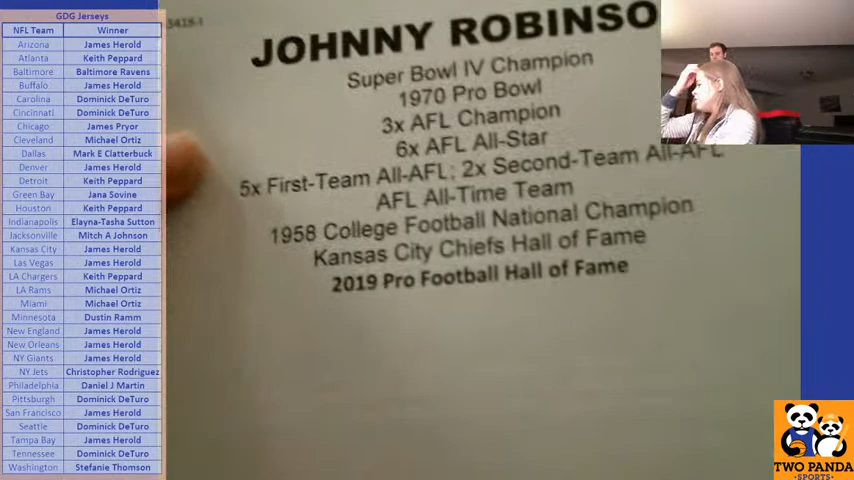 GDG Jerseys
NFL Team Winner
Arizona James Herold
Atlanta Keith Peppard
Baltimore Baltimore Ravens
Buffalo James Herold
Carolina Dominick DeTuro
Cincinnati Dominick DeTuro
Chicago James Pryor
Cleveland Michael Ortiz
Dallas Mark E Clatterbuck
Denver James Herold
Detroit Keith Peppard
Green Bay Jana Sovine
Houston Keith Peppard
Indianapolis Elayna-Tasha Sutton
Jacksonville Mitch A Johnson
Kansas City James Herold
Las Vegas James Herold
LA Chargers Keith Peppard
LA Rams Michael Ortiz
Miami Michael Ortiz
Minnesota Dustin Ramm
New England James Herold
New Orleans James Herold
NY Giants James Herold
NY Jets Christopher Rodriguez
Philadelphia Daniel J Martin
Pittsburgh Dominick DeTuro
San Francisco James Herold
Seattle Dominick DeTuro
Tampa Bay James Herold
Tennessee Dominick DeTuro
Washington Stefanie Thomson
JOHNNY ROBINSO
Super Bowl IV Champion
1970 Pro Bowl
3x AFL Champion
6x AFL All-Star
5x First-Team All-AFL; 2x Second-Team All-AFL
AFL All-Time Team
1958 College Football National Champion
Kansas City Chiefs Hall of Fame
2019 Pro Football Hall of Fame
TWO PANDA
SPORTS